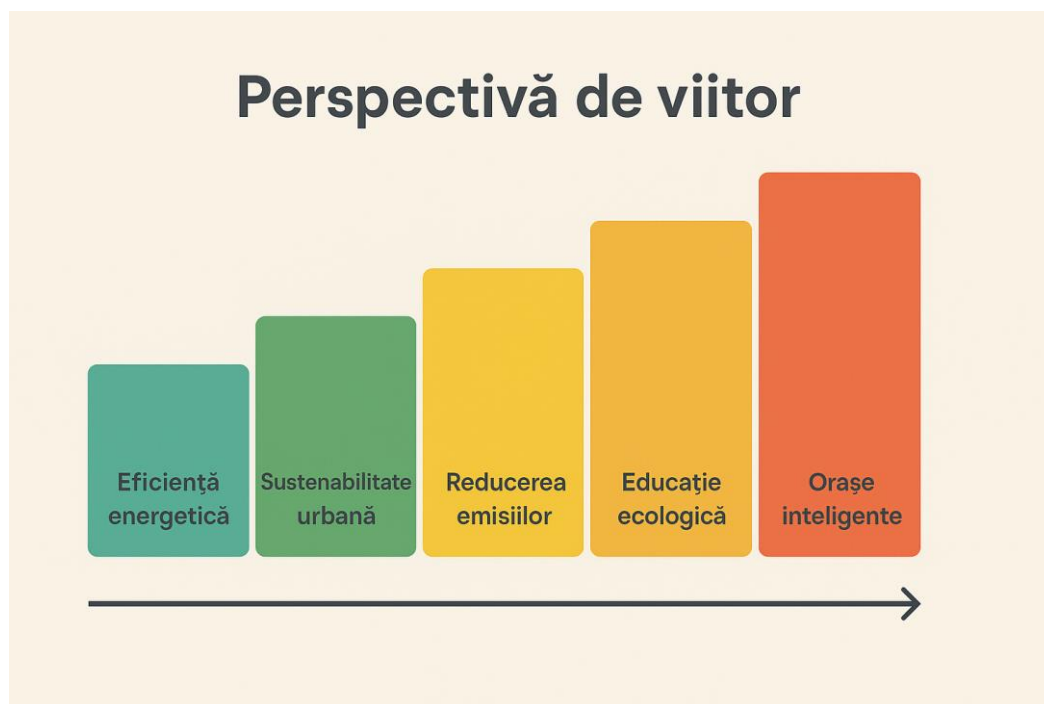 Perspectivă de viitor
Eficiență
energetică
Sustenabilitate
urbană
Reducerea
emisiilor
Educație
ecologică
Orașe
inteligente